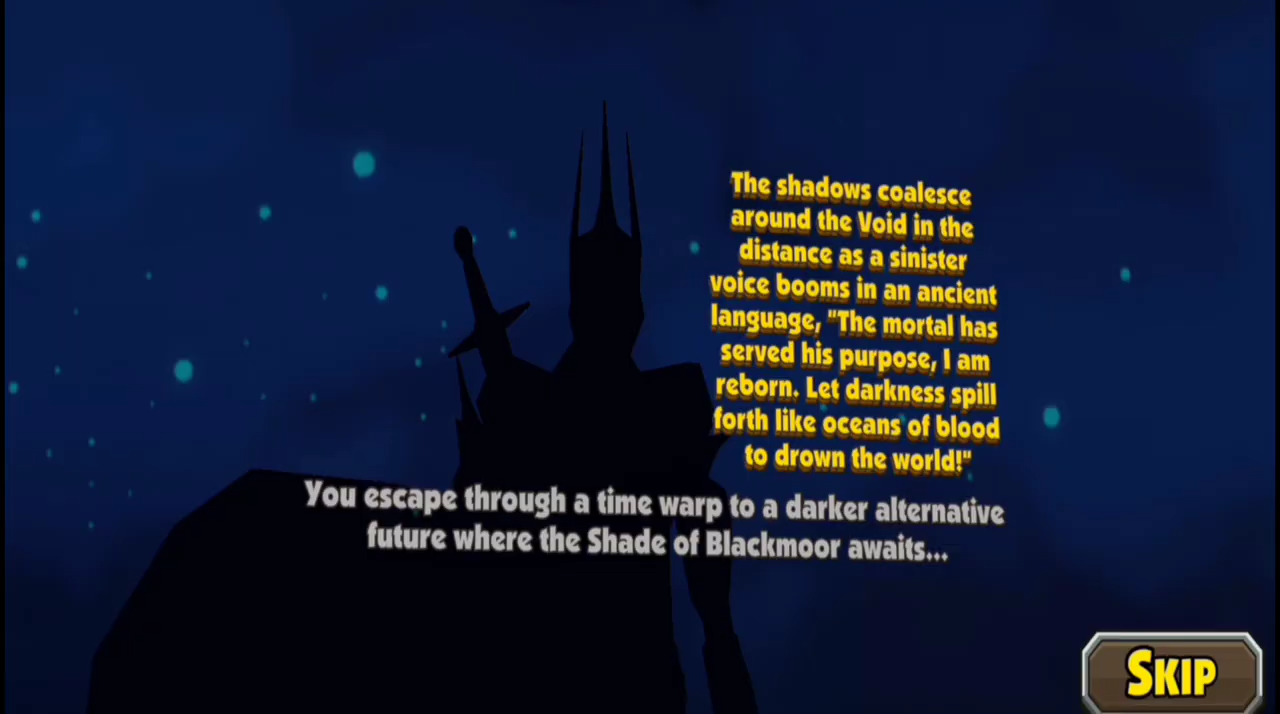 The shadows coalesce
around the Void in the
distance as a sinister
voice booms in an ancient
language, "The mortal has
served his purpose, I am
reborn. Let darkness spill
forth like oceans of blood
to drown the world!"
You escape through a time warp to a darker alternative
future where the Shade of Blackmoor awaits...
SKIP